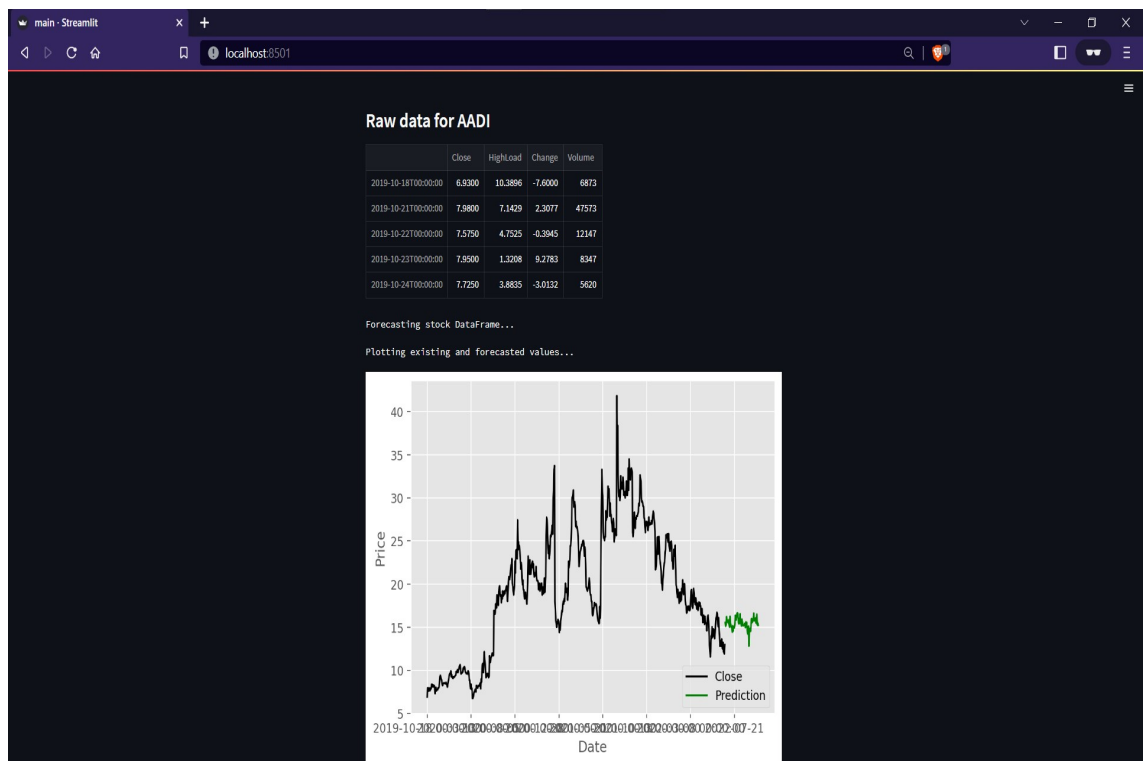 main · Streamlit
localhost:8501
Raw data for AADI
Close HighLoad Change Volume
2019-10-18T00:00:00 6.9300 10.3896 -7.6000 6873
2019-10-21T00:00:00 7.9800 7.1429 2.3077 47573
2019-10-22T00:00:00 7.5750 4.7525 -0.3945 12147
2019-10-23T00:00:00 7.9500 1.3208 9.2783 8347
2019-10-24T00:00:00 7.7250 3.8835 -3.0132 5620
Forecasting stock DataFrame...
Plotting existing and forecasted values...
40
35
30
25
20
15
10
5
Price
Close
Prediction
Date